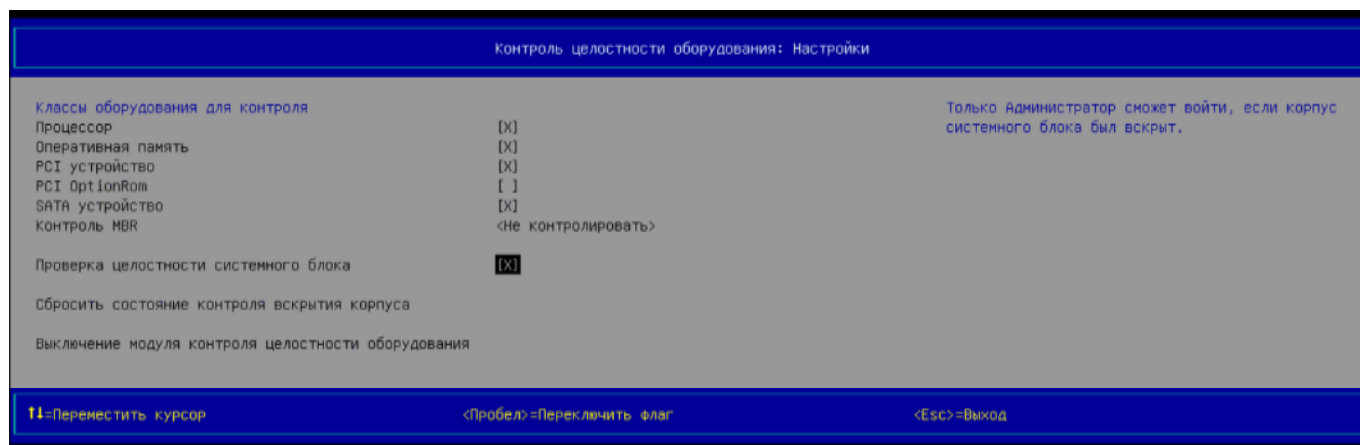 Контроль целостности оборудования: Настройки
Классы оборудования для контроля
Процессор [X]
Оперативная память [X]
PCI устройство [X]
PCI OptionRom [ ]
SATA устройство [X]
Контроль MBR <Не контролировать>
Проверка целостности системного блока [X]
Сбросить состояние контроля вскрытия корпуса
Выключение модуля контроля целостности оборудования
Только Администратор сможет войти, если корпус
системного блока был вскрыт.
↑↓=Переместить курсор <Пробел>=Переключить флаг <Esc>=Выход